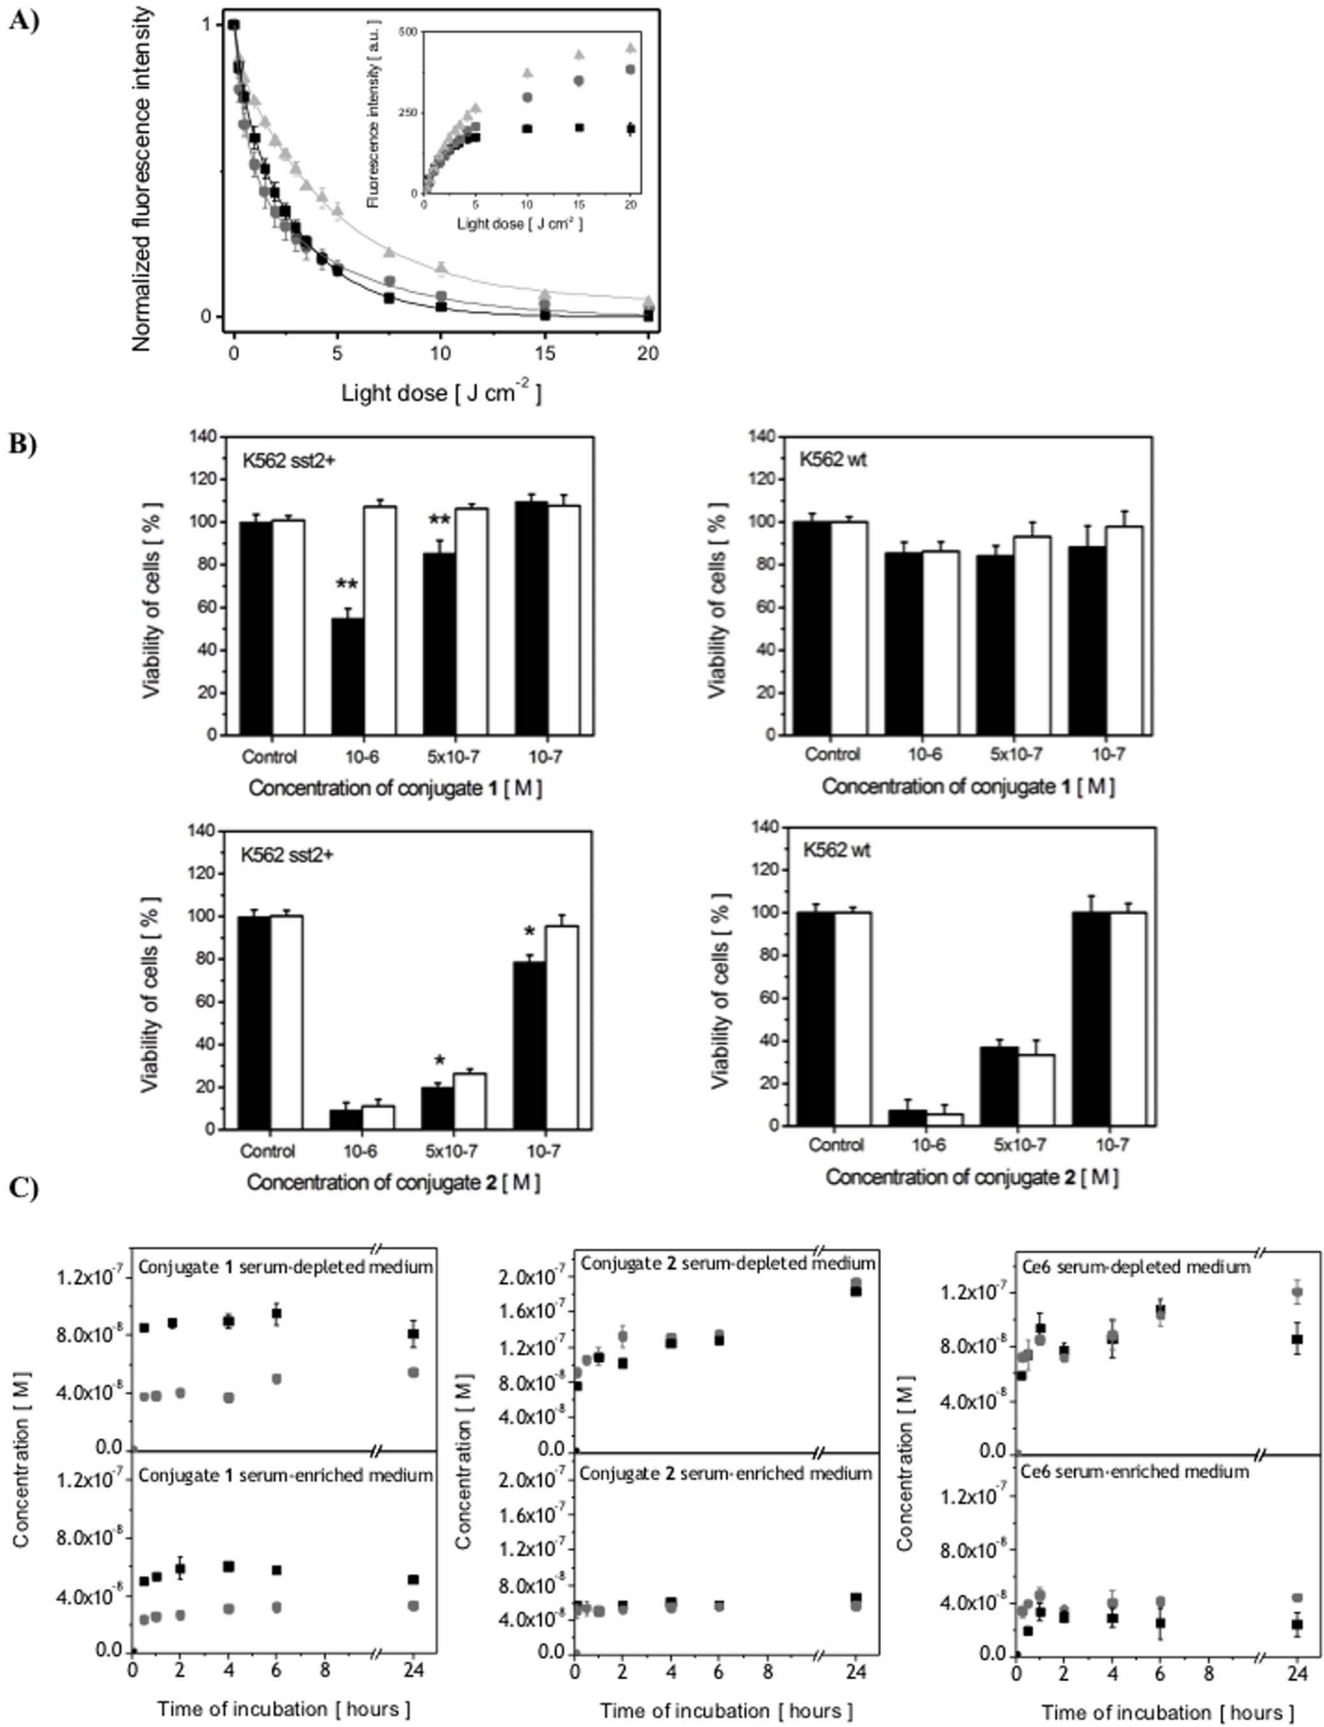 A)
Normalized fluorescence intensity
1
0
0 5 10 15 20
Light dose [ J cm-2 ]
Fluorescence intensity [ a.u. ]
500
250
0
0 5 10 15 20
Light dose [ J cm-2 ]
B)
K562 sst2+
Viability of cells [ % ]
140
120
100
80
60
40
20
0
**
**
Control 10-6 5x10-7 10-7
Concentration of conjugate 1 [ M ]
K562 wt
Viability of cells [ % ]
140
120
100
80
60
40
20
0
Control 10-6 5x10-7 10-7
Concentration of conjugate 1 [ M ]
K562 sst2+
Viability of cells [ % ]
140
120
100
80
60
40
20
0
*
*
Control 10-6 5x10-7 10-7
Concentration of conjugate 2 [ M ]
K562 wt
Viability of cells [ % ]
140
120
100
80
60
40
20
0
Control 10-6 5x10-7 10-7
Concentration of conjugate 2 [ M ]
C)
Concentration [ M ]
Conjugate 1 serum-depleted medium
1.2x10-7
8.0x10-8
4.0x10-8
0.0
Conjugate 1 serum-enriched medium
1.2x10-7
8.0x10-8
4.0x10-8
0.0
0 2 4 6 8 24
Time of incubation [ hours ]
Concentration [ M ]
Conjugate 2 serum-depleted medium
2.0x10-7
1.6x10-7
1.2x10-7
8.0x10-8
4.0x10-8
0.0
Conjugate 2 serum-enriched medium
2.0x10-7
1.6x10-7
1.2x10-7
8.0x10-8
4.0x10-8
0.0
0 2 4 6 8 24
Time of incubation [ hours ]
Concentration [ M ]
Ce6 serum-depleted medium
1.2x10-7
8.0x10-8
4.0x10-8
0.0
Ce6 serum-enriched medium
1.2x10-7
8.0x10-8
4.0x10-8
0.0
0 2 4 6 8 24
Time of incubation [ hours ]